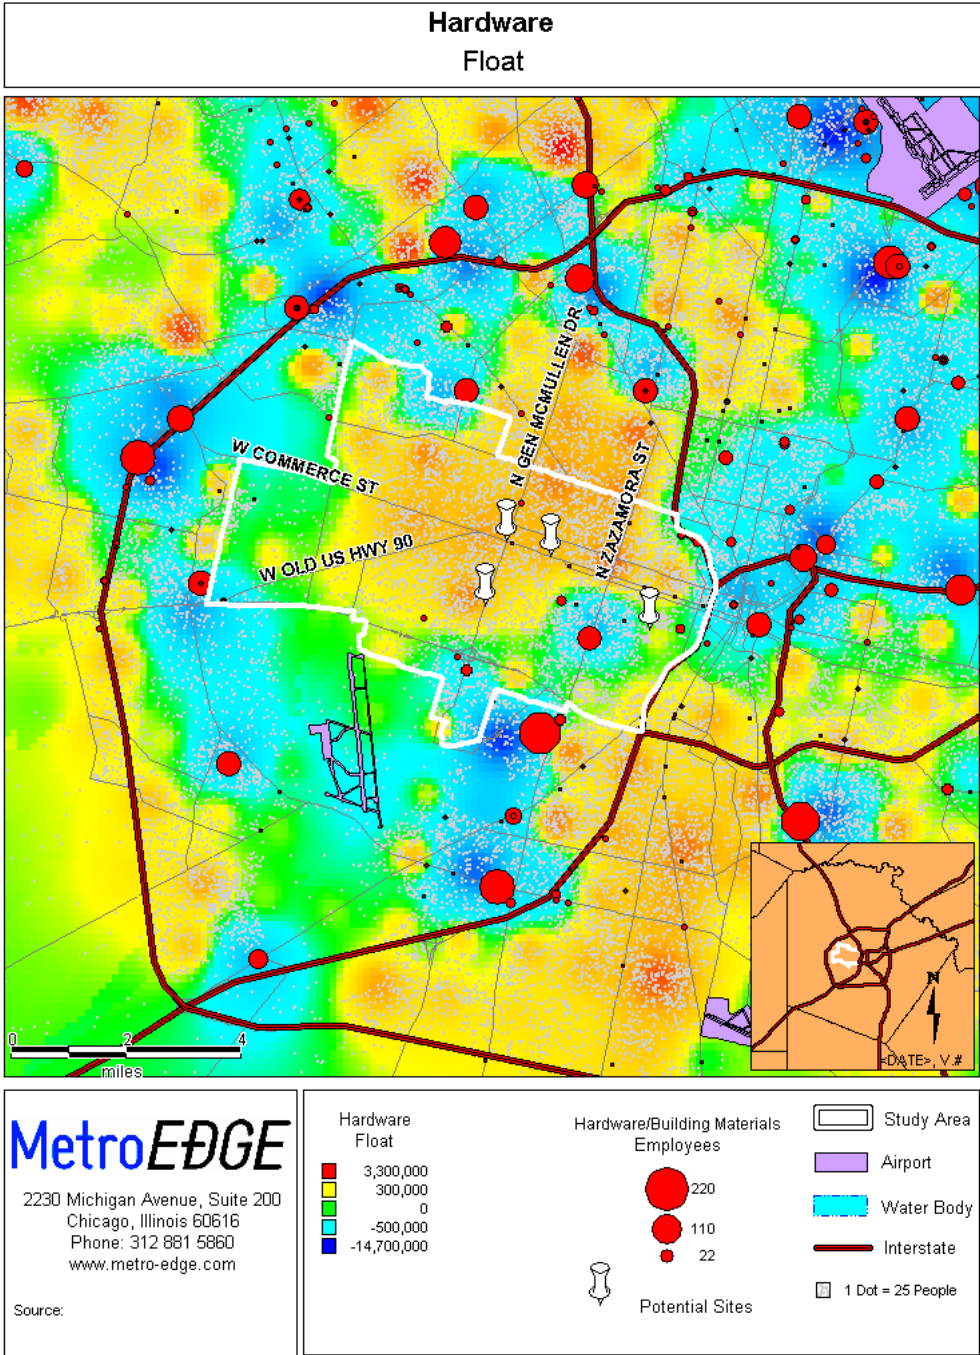 Hardware
Float
N GEN MCMULLEN DR
W COMMERCE ST
N ZAZAMORA ST
W OLD US HWY 90
N
0 2 4
miles
<DATE>, V.#
MetroEDGE
2230 Michigan Avenue, Suite 200
Chicago, Illinois 60616
Phone: 312 881 5860
www.metro-edge.com
Source:
Hardware
Float
3,300,000
300,000
0
-500,000
-14,700,000
Hardware/Building Materials
Employees
220
110
22
Potential Sites
Study Area
Airport
Water Body
Interstate
1 Dot = 25 People